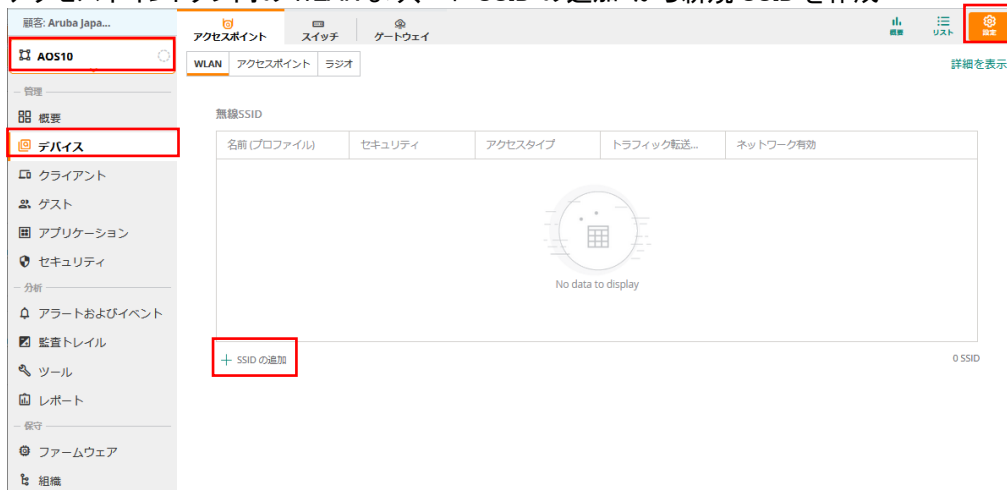 顧客: Aruba Japa...
アクセスポイント
スイッチ
ゲートウェイ
概要
リスト
設定
AOS10
WLAN
アクセスポイント
ラジオ
詳細を表示
管理
概要
デバイス
クライアント
ゲスト
アプリケーション
セキュリティ
分析
アラートおよびイベント
監査トレイル
ツール
レポート
保守
ファームウェア
組織
無線SSID
名前 (プロファイル)
セキュリティ
アクセスタイプ
トラフィック転送...
ネットワーク有効
No data to display
+ SSID の追加
0 SSID